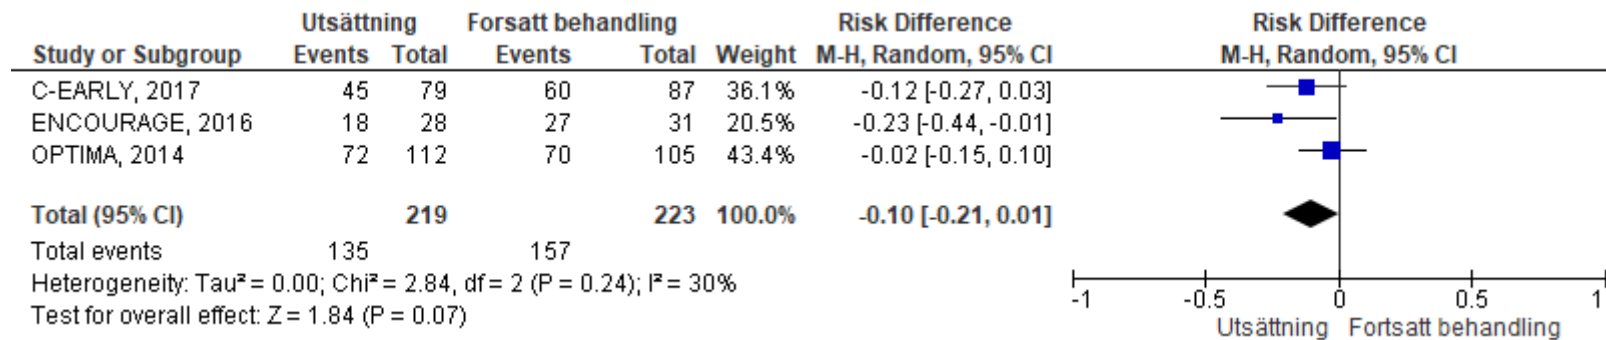 Utsättning Forsatt behandling Risk Difference Risk Difference
Study or Subgroup Events Total Events Total Weight M-H, Random, 95% CI M-H, Random, 95% CI
C-EARLY, 2017 45 79 60 87 36.1% -0.12 [-0.27, 0.03]
ENCOURAGE, 2016 18 28 27 31 20.5% -0.23 [-0.44, -0.01]
OPTIMA, 2014 72 112 70 105 43.4% -0.02 [-0.15, 0.10]
Total (95% CI) 219 223 100.0% -0.10 [-0.21, 0.01]
Total events 135 157
Heterogeneity: Tau² = 0.00; Chi² = 2.84, df = 2 (P = 0.24); I² = 30%
Test for overall effect: Z = 1.84 (P = 0.07)
-1 -0.5 0 0.5 1
Utsättning Fortsatt behandling